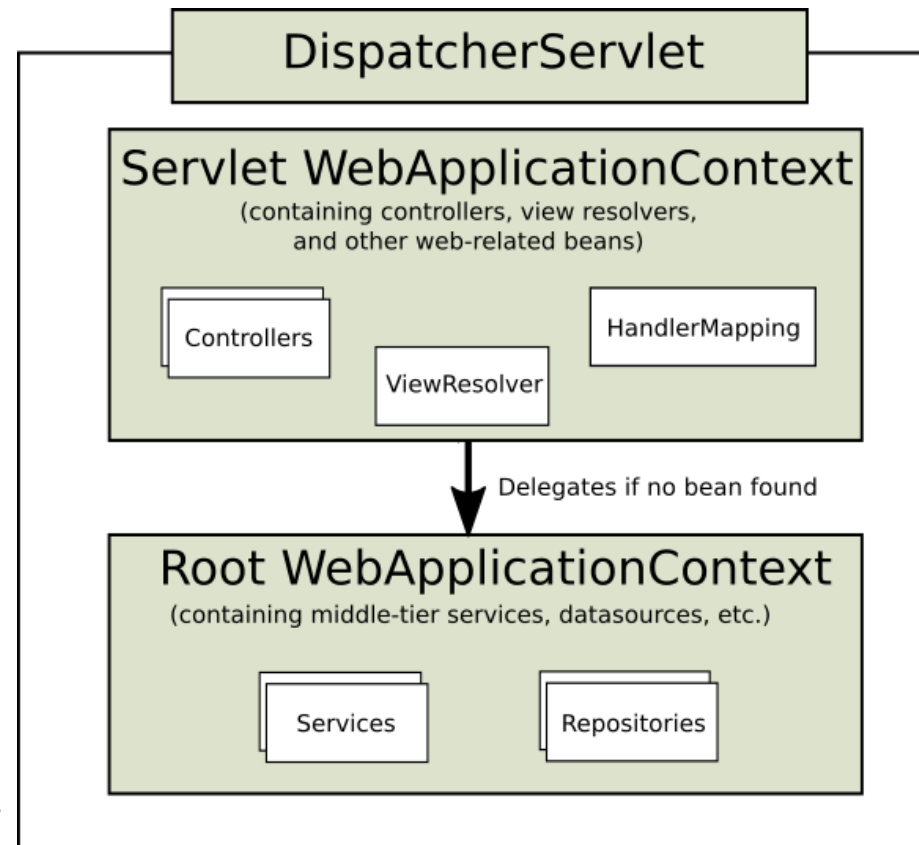 DispatcherServlet
Servlet WebApplicationContext
(containing controllers, view resolvers,
and other web-related beans)
Controllers
HandlerMapping
ViewResolver
Delegates if no bean found
Root WebApplicationContext
(containing middle-tier services, datasources, etc.)
Services
Repositories